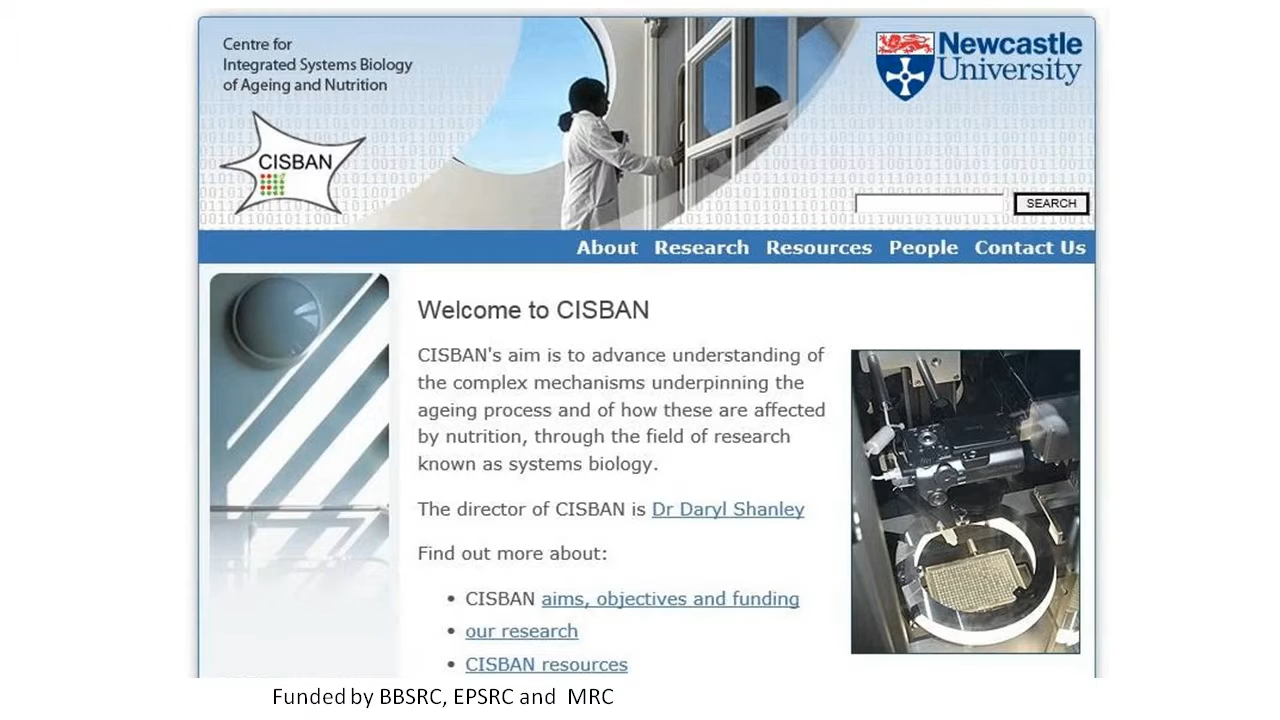 Centre for
Integrated Systems Biology
of Ageing and Nutrition
CISBAN
Newcastle
University
SEARCH
About Research Resources People Contact Us
Welcome to CISBAN
CISBAN's aim is to advance understanding of
the complex mechanisms underpinning the
ageing process and of how these are affected
by nutrition, through the field of research
known as systems biology.
The director of CISBAN is Dr Daryl Shanley
Find out more about:
• CISBAN aims, objectives and funding
• our research
• CISBAN resources
Funded by BBSRC, EPSRC and MRC